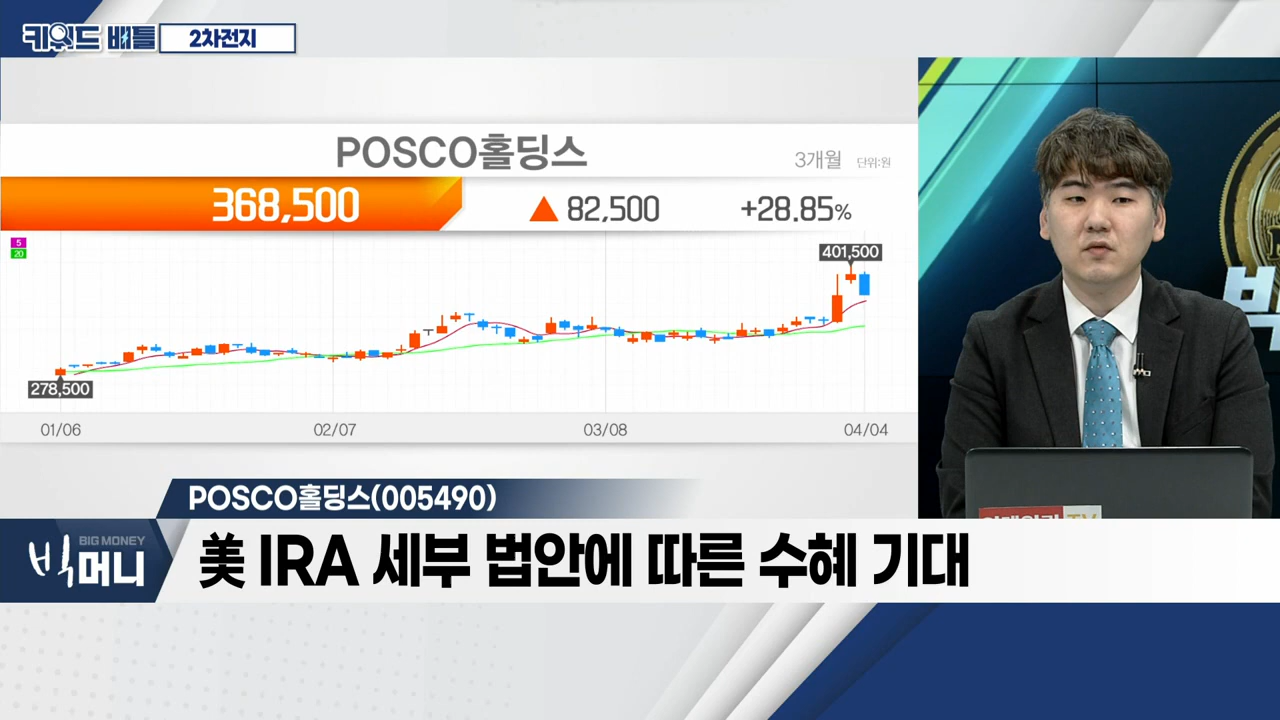 키워드 배틀 2차전지
POSCO홀딩스
3개월 단위:원
368,500 ▲ 82,500 +28.85%
5
20
401,500
278,500
01/06 02/07 03/08 04/04
POSCO홀딩스(005490)
BIG MONEY
빅머니
美 IRA 세부 법안에 따른 수혜 기대
TV